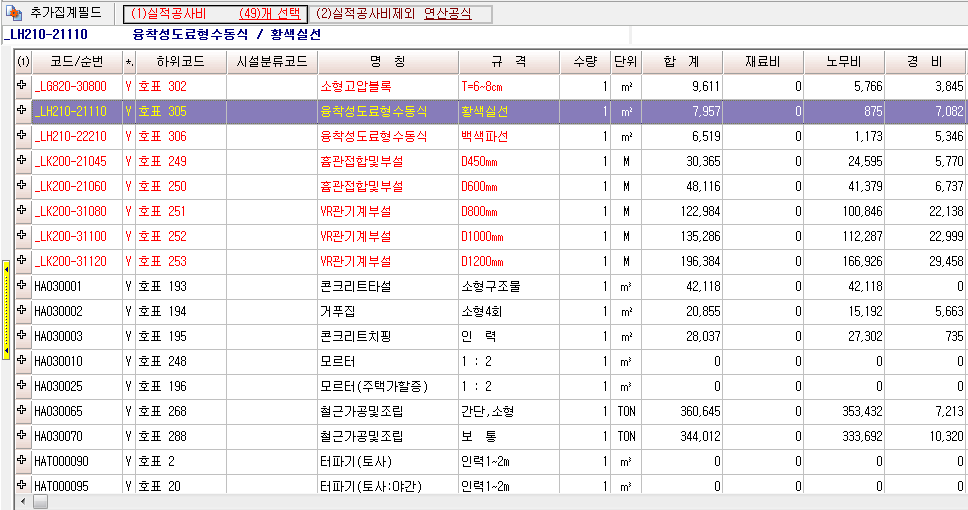 추가집계필드 (1)실적공사비 (49)개 선택 (2)실적공사비제외 연산공식
_LH210-21110 융착성도료형수동식 / 황색실선
(1) 코드/순번 *. 하위코드 시설분류코드 명 칭 규 격 수량 단위 합 계 재료비 노무비 경 비
_LG820-30800 Y 호표 302 소형고압블록 T=6~8cm 1 m² 9,611 0 5,766 3,845
_LH210-21110 Y 호표 305 융착성도료형수동식 황색실선 1 m² 7,957 0 875 7,082
_LH210-22210 Y 호표 306 융착성도료형수동식 백색파선 1 m² 6,519 0 1,173 5,346
_LK200-21045 Y 호표 249 흄관접합및부설 D450mm 1 M 30,365 0 24,595 5,770
_LK200-21060 Y 호표 250 흄관접합및부설 D600mm 1 M 48,116 0 41,379 6,737
_LK200-31080 Y 호표 251 VR관기계부설 D800mm 1 M 122,984 0 100,846 22,138
_LK200-31100 Y 호표 252 VR관기계부설 D1000mm 1 M 135,286 0 112,287 22,999
_LK200-31120 Y 호표 253 VR관기계부설 D1200mm 1 M 196,384 0 166,926 29,458
HA030001 Y 호표 193 콘크리트타설 소형구조물 1 m³ 42,118 0 42,118 0
HA030002 Y 호표 194 거푸집 소형4회 1 m² 20,855 0 15,192 5,663
HA030003 Y 호표 195 콘크리트치핑 인 력 1 m² 28,037 0 27,302 735
HA030010 Y 호표 248 모르터 1 : 2 1 m³ 0 0 0 0
HA030025 Y 호표 196 모르터(주택가할증) 1 : 2 1 m³ 0 0 0 0
HA030065 Y 호표 268 철근가공및조립 간단,소형 1 TON 360,645 0 353,432 7,213
HA030070 Y 호표 288 철근가공및조립 보 통 1 TON 344,012 0 333,692 10,320
HAT000090 Y 호표 2 터파기(토사) 인력1~2m 1 m³ 0 0 0 0
HAT000095 Y 호표 20 터파기(토사:야간) 인력1~2m 1 m³ 0 0 0 0